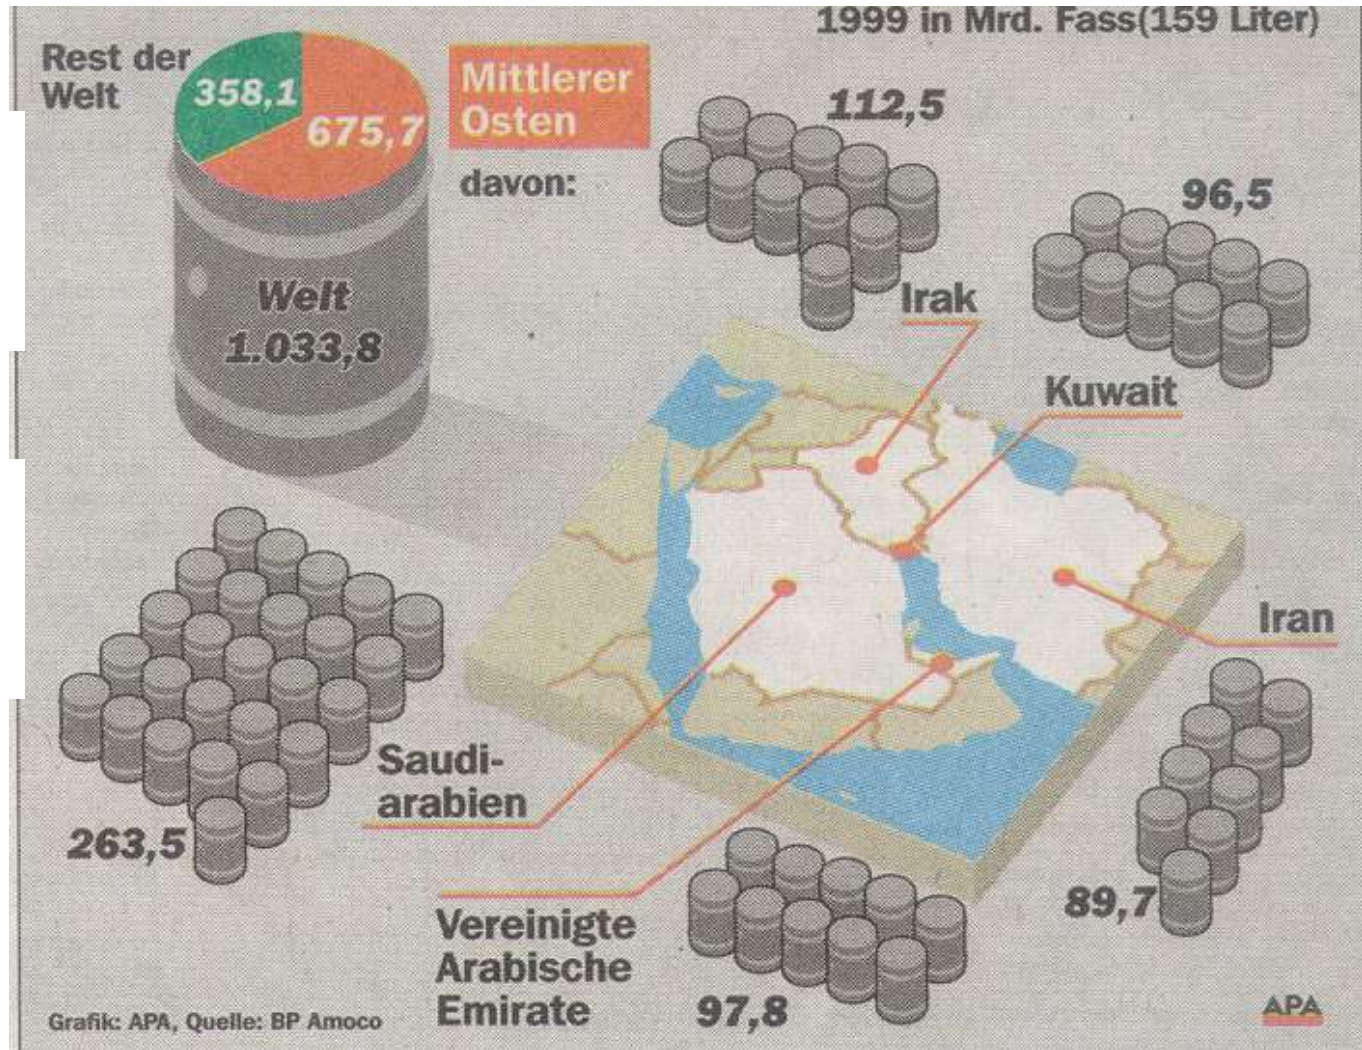 1999 in Mrd. Fass(159 Liter)
Rest der
Welt
358,1
675,7
Mittlerer
Osten
davon:
Welt
1.033,8
112,5
Irak
96,5
Kuwait
Iran
89,7
Saudi-
arabien
263,5
Vereinigte
Arabische
Emirate
97,8
Grafik: APA, Quelle: BP Amoco
APA